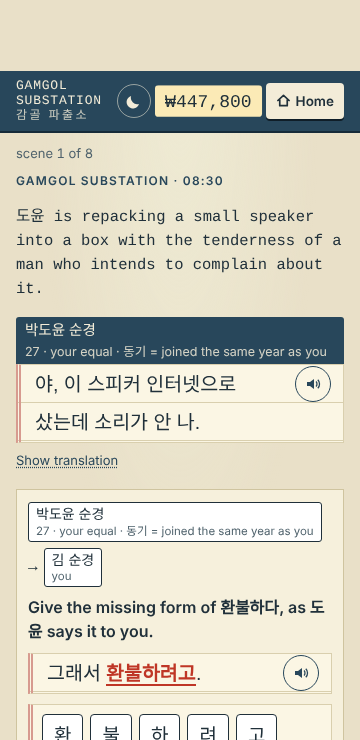 GAMGOL
SUBSTATION
감골 파출소
₩447,800
Home
scene 1 of 8
GAMGOL SUBSTATION · 08:30
도윤 is repacking a small speaker
into a box with the tenderness of a
man who intends to complain about
it.
박도윤 순경
27 · your equal · 동기 = joined the same year as you
야, 이 스피커 인터넷으로
샀는데 소리가 안 나.
Show translation
박도윤 순경
27 · your equal · 동기 = joined the same year as you
→ 김 순경
you
Give the missing form of 환불하다, as 도
윤 says it to you.
그래서 환불하려고.
환 불 하 려 고